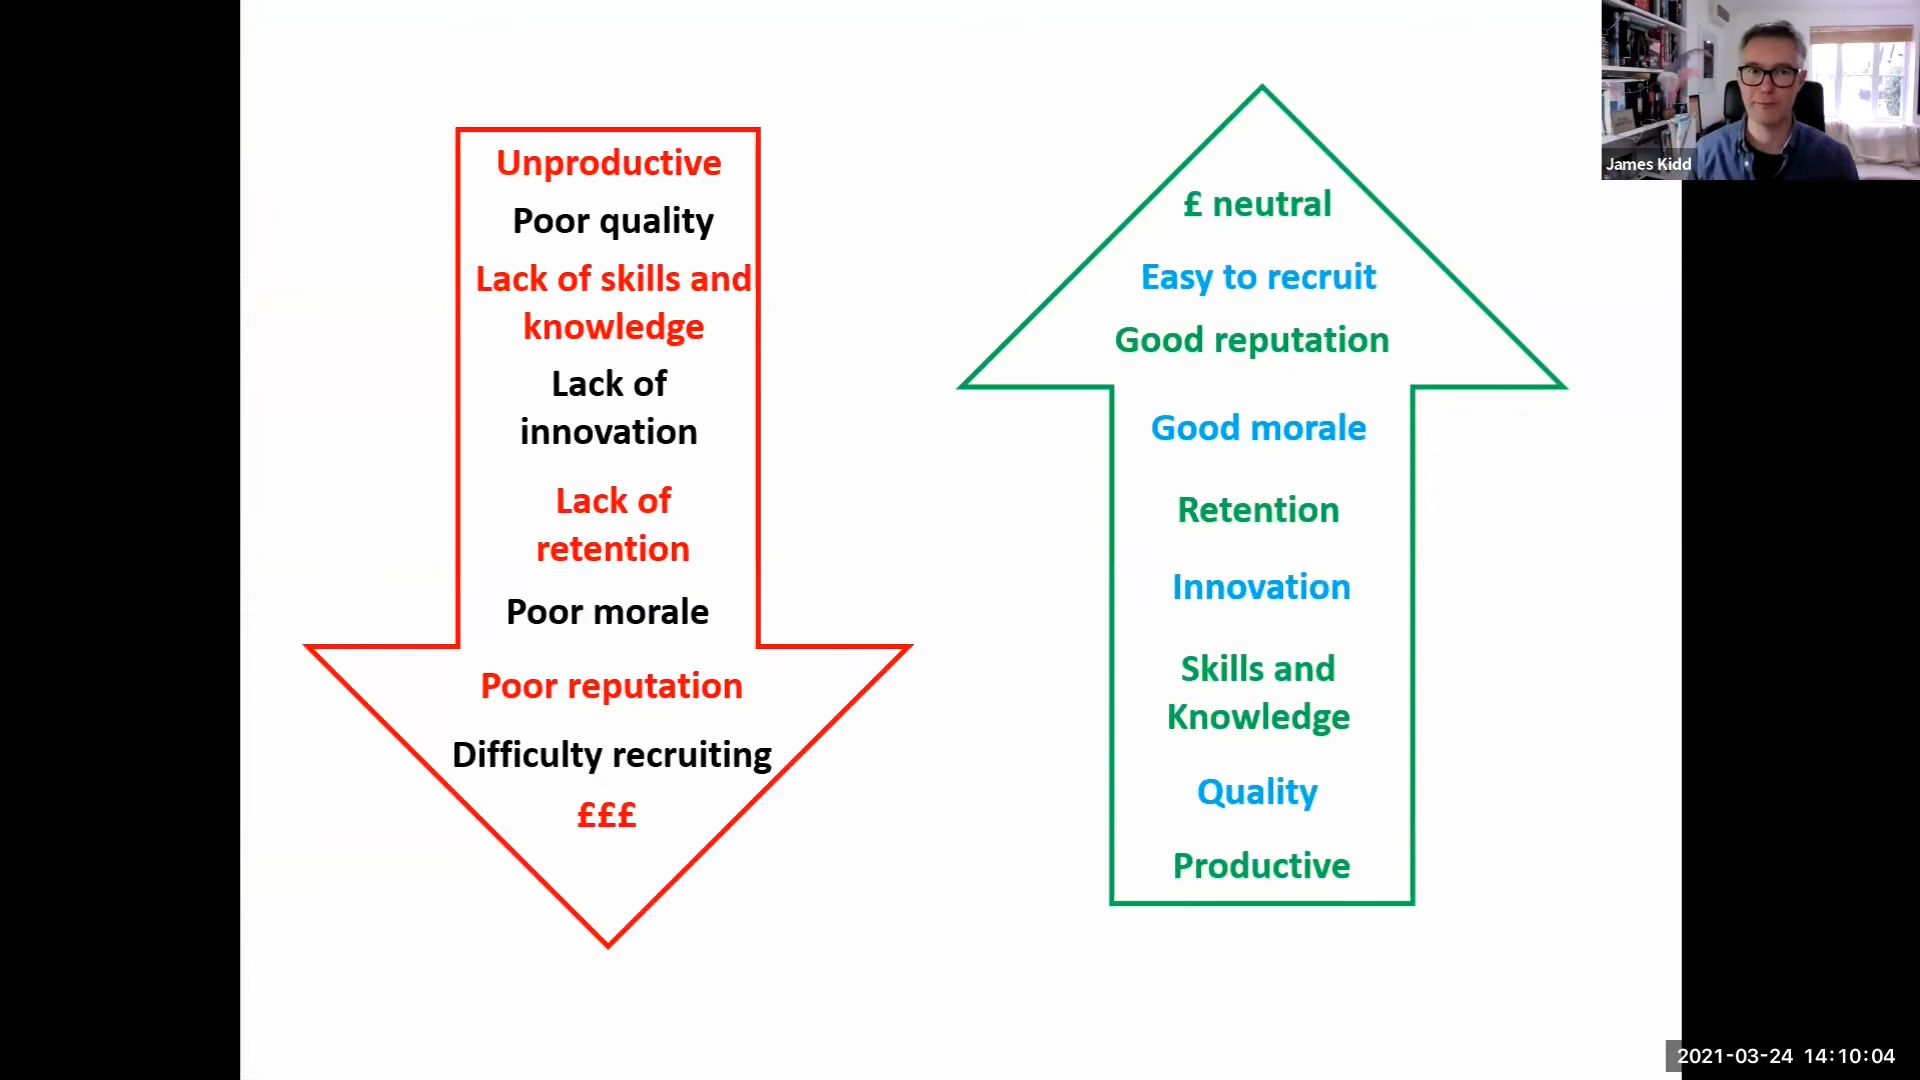 Unproductive
Poor quality
Lack of skills and
knowledge
Lack of
innovation
Lack of
retention
Poor morale
Poor reputation
Difficulty recruiting
£££
£ neutral
Easy to recruit
Good reputation
Good morale
Retention
Innovation
Skills and
Knowledge
Quality
Productive
James Kidd
2021-03-24 14:10:04